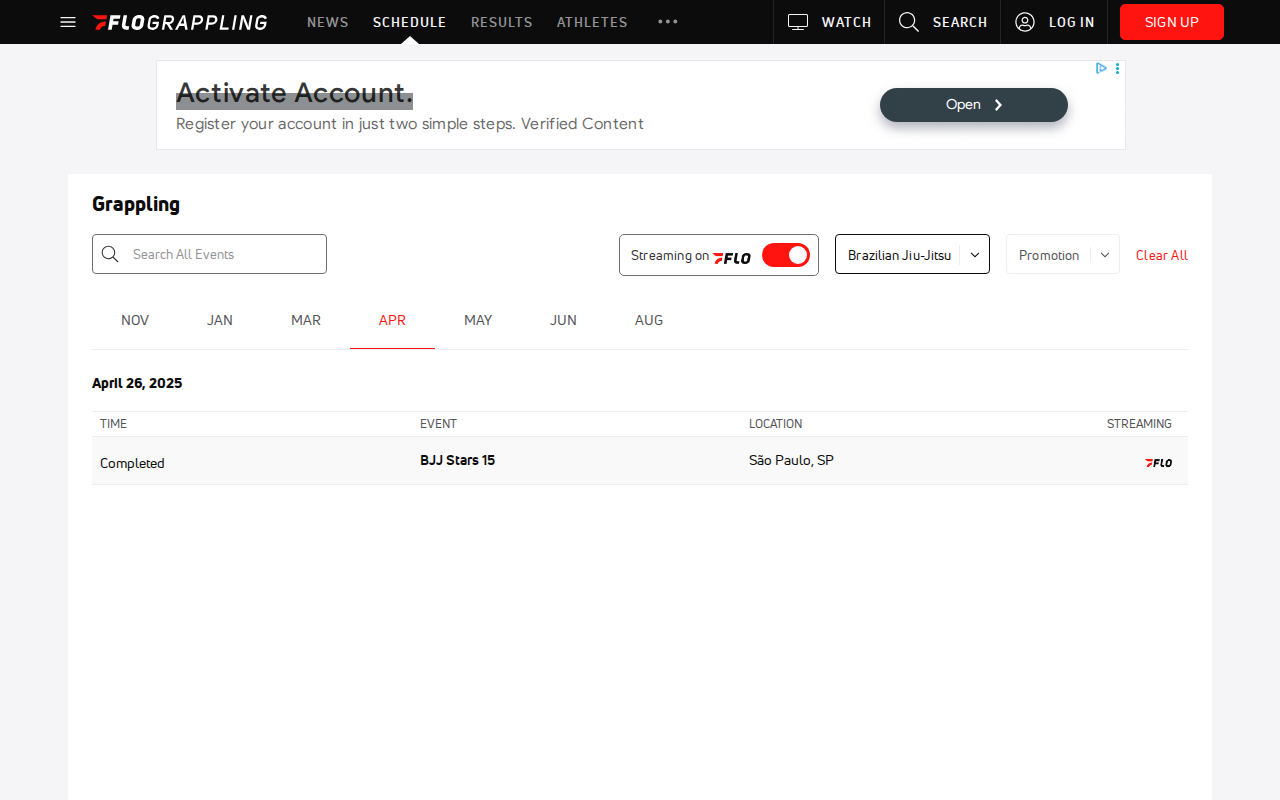 FLOGRAPPLING NEWS SCHEDULE RESULTS ATHLETES WATCH SEARCH LOG IN SIGN UP
Activate Account.
Register your account in just two simple steps. Verified Content
Open
Grappling
Search All Events
Streaming on FLO
Brazilian Jiu-Jitsu
Promotion
Clear All
NOV JAN MAR APR MAY JUN AUG
April 26, 2025
TIME EVENT LOCATION STREAMING
Completed BJJ Stars 15 São Paulo, SP FLO